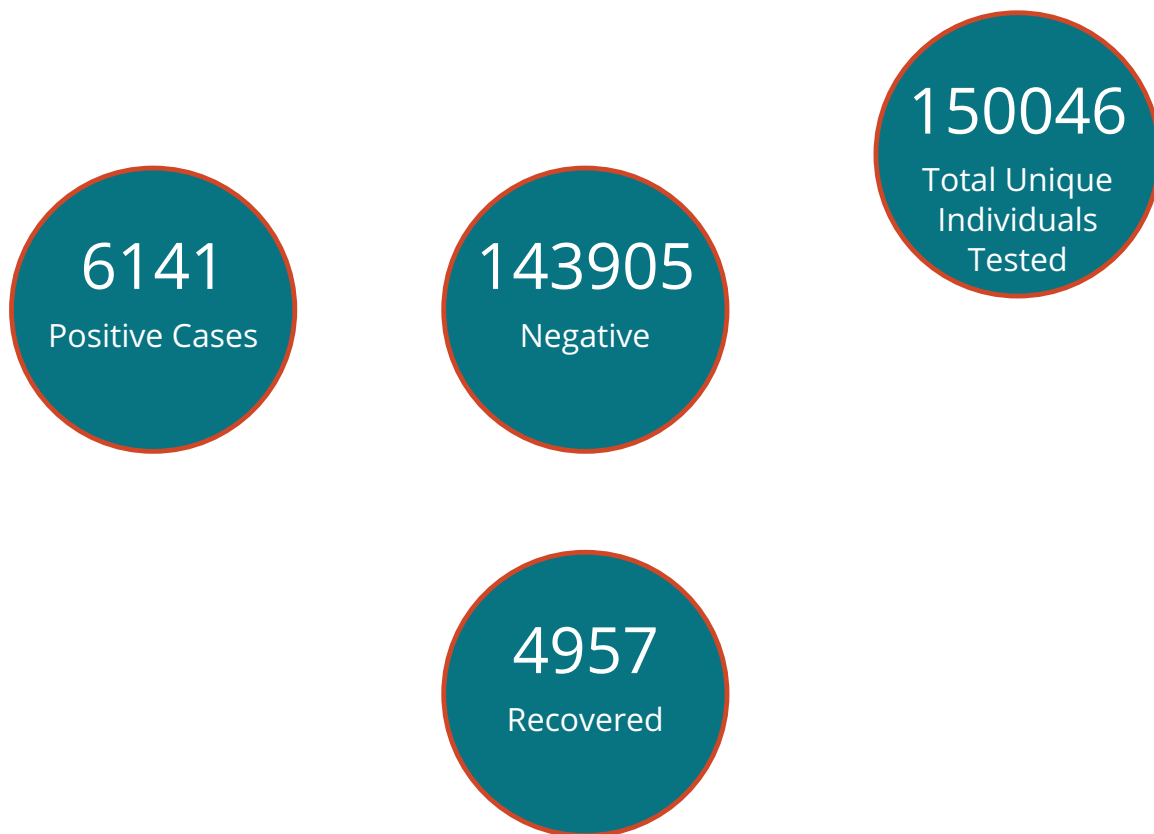 6141
Positive Cases
143905
Negative
150046
Total Unique
Individuals
Tested
4957
Recovered